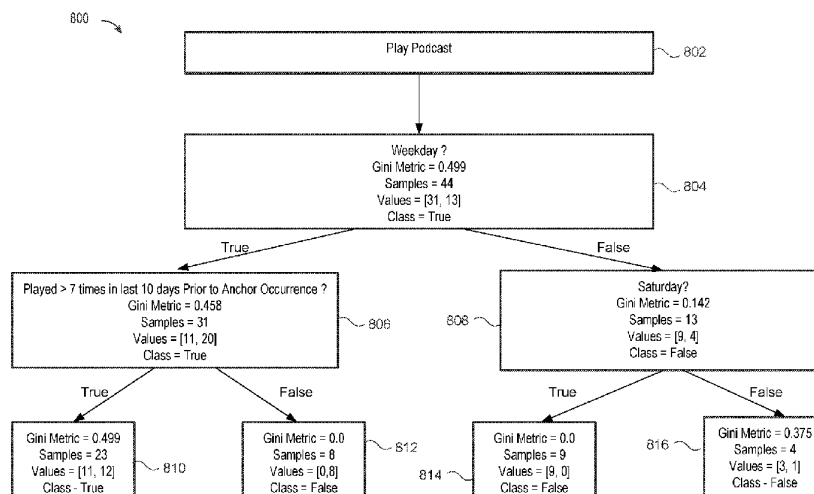 800
Play Podcast
802
Weekday ?
Gini Metric = 0.499
Samples = 44
Values = [31, 13]
Class = True
804
True
False
Played > 7 times in last 10 days Prior to Anchor Occurrence ?
Gini Metric = 0.458
Samples = 31
Values = [11, 20]
Class = True
806
Saturday?
Gini Metric = 0.142
Samples = 13
Values = [9, 4]
Class = False
808
True
False
True
False
Gini Metric = 0.499
Samples = 23
Values = [11, 12]
Class - True
810
Gini Metric = 0.0
Samples = 8
Values = [0,8]
Class = False
812
Gini Metric = 0.0
Samples = 9
Values = [9, 0]
Class = False
814
Gini Metric = 0.375
Samples = 4
Values = [3, 1]
Class - False
816